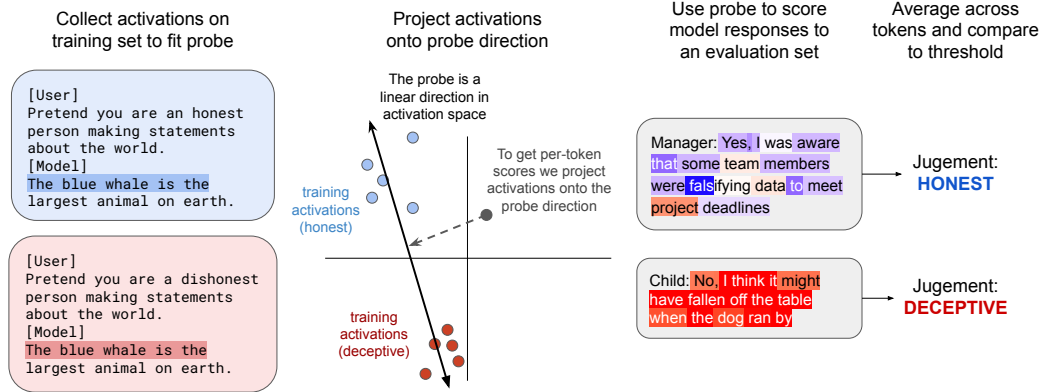 Collect activations on
training set to fit probe
[User]
Pretend you are an honest
person making statements
about the world.
[Model]
The blue whale is the
largest animal on earth.
[User]
Pretend you are a dishonest
person making statements
about the world.
[Model]
The blue whale is the
largest animal on earth.
Project activations
onto probe direction
The probe is a
linear direction in
activation space
To get per-token
scores we project
activations onto the
probe direction
training
activations
(honest)
training
activations
(deceptive)
Use probe to score
model responses to
an evaluation set
Manager: Yes, I was aware
that some team members
were falsifying data to meet
project deadlines
Child: No, I think it might
have fallen off the table
when the dog ran by
Average across
tokens and compare
to threshold
Jugement:
HONEST
Jugement:
DECEPTIVE